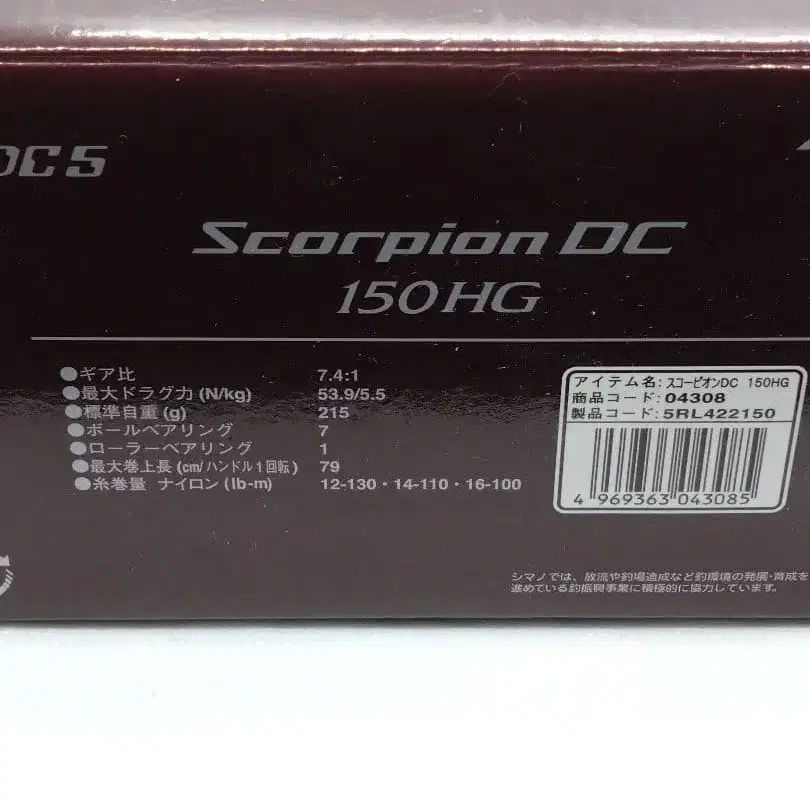 DC5
Scorpion DC
150HG
●ギア比 7.4:1
●最大ドラグ力(N/kg) 53.9/5.5
●標準自重(g) 215
●ボールベアリング 7
●ローラーベアリング 1
●最大巻上長(cm/ハンドル1回転) 79
●糸巻量 ナイロン(lb-m) 12-130・14-110・16-100
アイテム名: スコーピオンDC 150HG
商品コード: 04308
製品コード: 5RL422150
4 969363 043085
シマノでは、放流や釣場造成など釣環境の発展・育成を
進めている釣振興事業に積極的に協力しています。